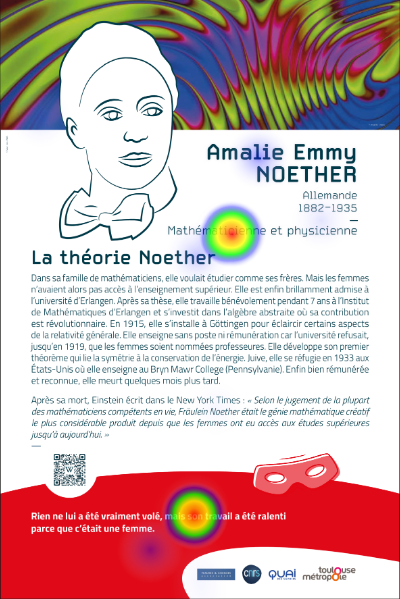 Amalie Emmy
NOETHER
Allemande
1882-1935
Mathématicienne et physicienne
La théorie Noether
Dans sa famille de mathématiciens, elle voulait étudier comme ses frères. Mais les femmes
n'avaient alors pas accès à l'enseignement supérieur. Elle est enfin brillamment admise à
l'université d'Erlangen. Après sa thèse, elle travaille bénévolement pendant 7 ans à l'Institut
de Mathématiques d'Erlangen et s'investit dans l'algèbre abstraite où sa contribution
est révolutionnaire. En 1915, elle s'installe à Göttingen pour éclaircir certains aspects
de la relativité générale. Elle enseigne sans poste ni rémunération car l'université refusait,
jusqu'en 1919, que les femmes soient nommées professeures. Elle développe son premier
théorème qui lie la symétrie à la conservation de l'énergie. Juive, elle se réfugie en 1933 aux
États-Unis où elle enseigne au Bryn Mawr College (Pennsylvanie). Enfin bien rémunérée
et reconnue, elle meurt quelques mois plus tard.
Après sa mort, Einstein écrit dans le New York Times : « Selon le jugement de la plupart
des mathématiciens compétents en vie, Fräulein Noether était le génie mathématique créatif
le plus considérable produit depuis que les femmes ont eu accès aux études supérieures
jusqu'à aujourd'hui. »
Rien ne lui a été vraiment volé, mais son travail a été ralenti
parce que c'était une femme.
cnrs
QUAi
toulouse
métropole